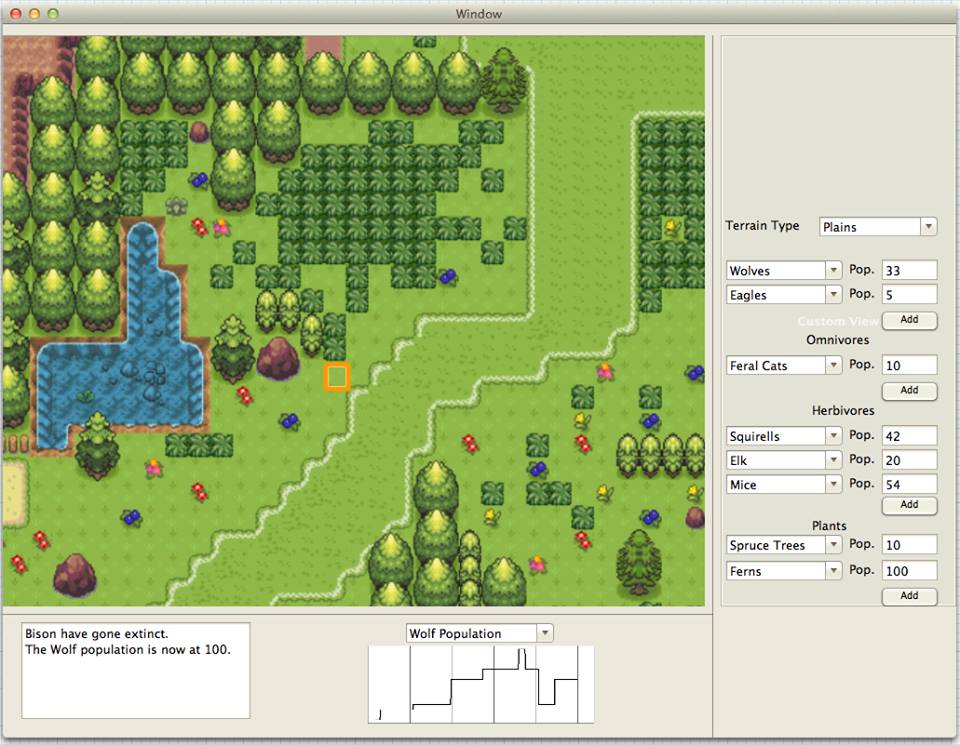 Window
Terrain Type Plains
Wolves Pop. 33
Eagles Pop. 5
Custom View Add
Omnivores
Feral Cats Pop. 10
Add
Herbivores
Squirells Pop. 42
Elk Pop. 20
Mice Pop. 54
Add
Plants
Spruce Trees Pop. 10
Ferns Pop. 100
Add
Bison have gone extinct.
The Wolf population is now at 100.
Wolf Population